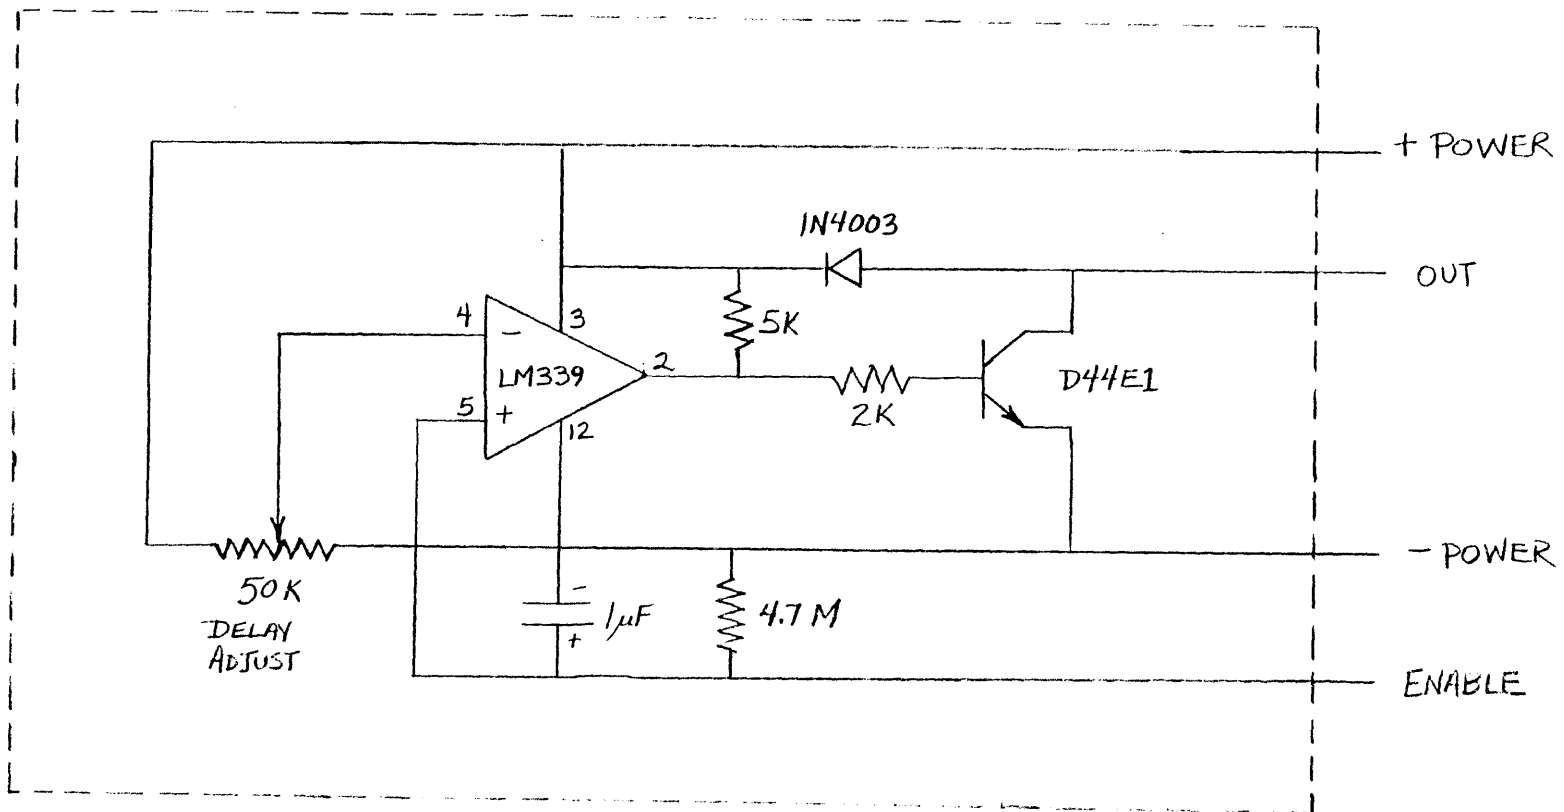 + POWER
1N4003
OUT
4
-
3
5K
LM339
2
D44E1
5
+
12
2K
- POWER
50K
DELAY
ADJUST
-
1µF
+
4.7 M
ENABLE